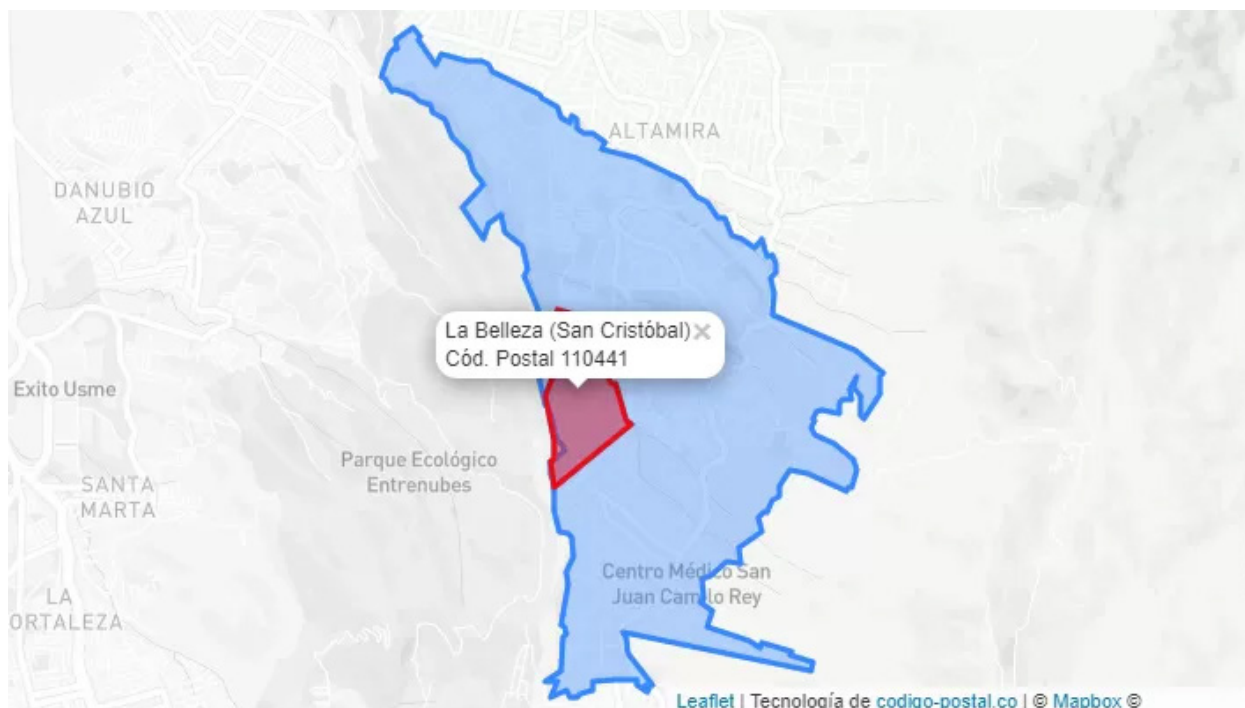 ALTAMIRA
DANUBIO
AZUL
La Belleza (San Cristóbal) ×
Cód. Postal 110441
Exito Usme
Parque Ecológico
Entrenubes
SANTA
MARTA
Centro Médico San
Juan Camilo Rey
LA
ORTALEZA
Leaflet | Tecnología de codigo-postal.co | © Mapbox ©